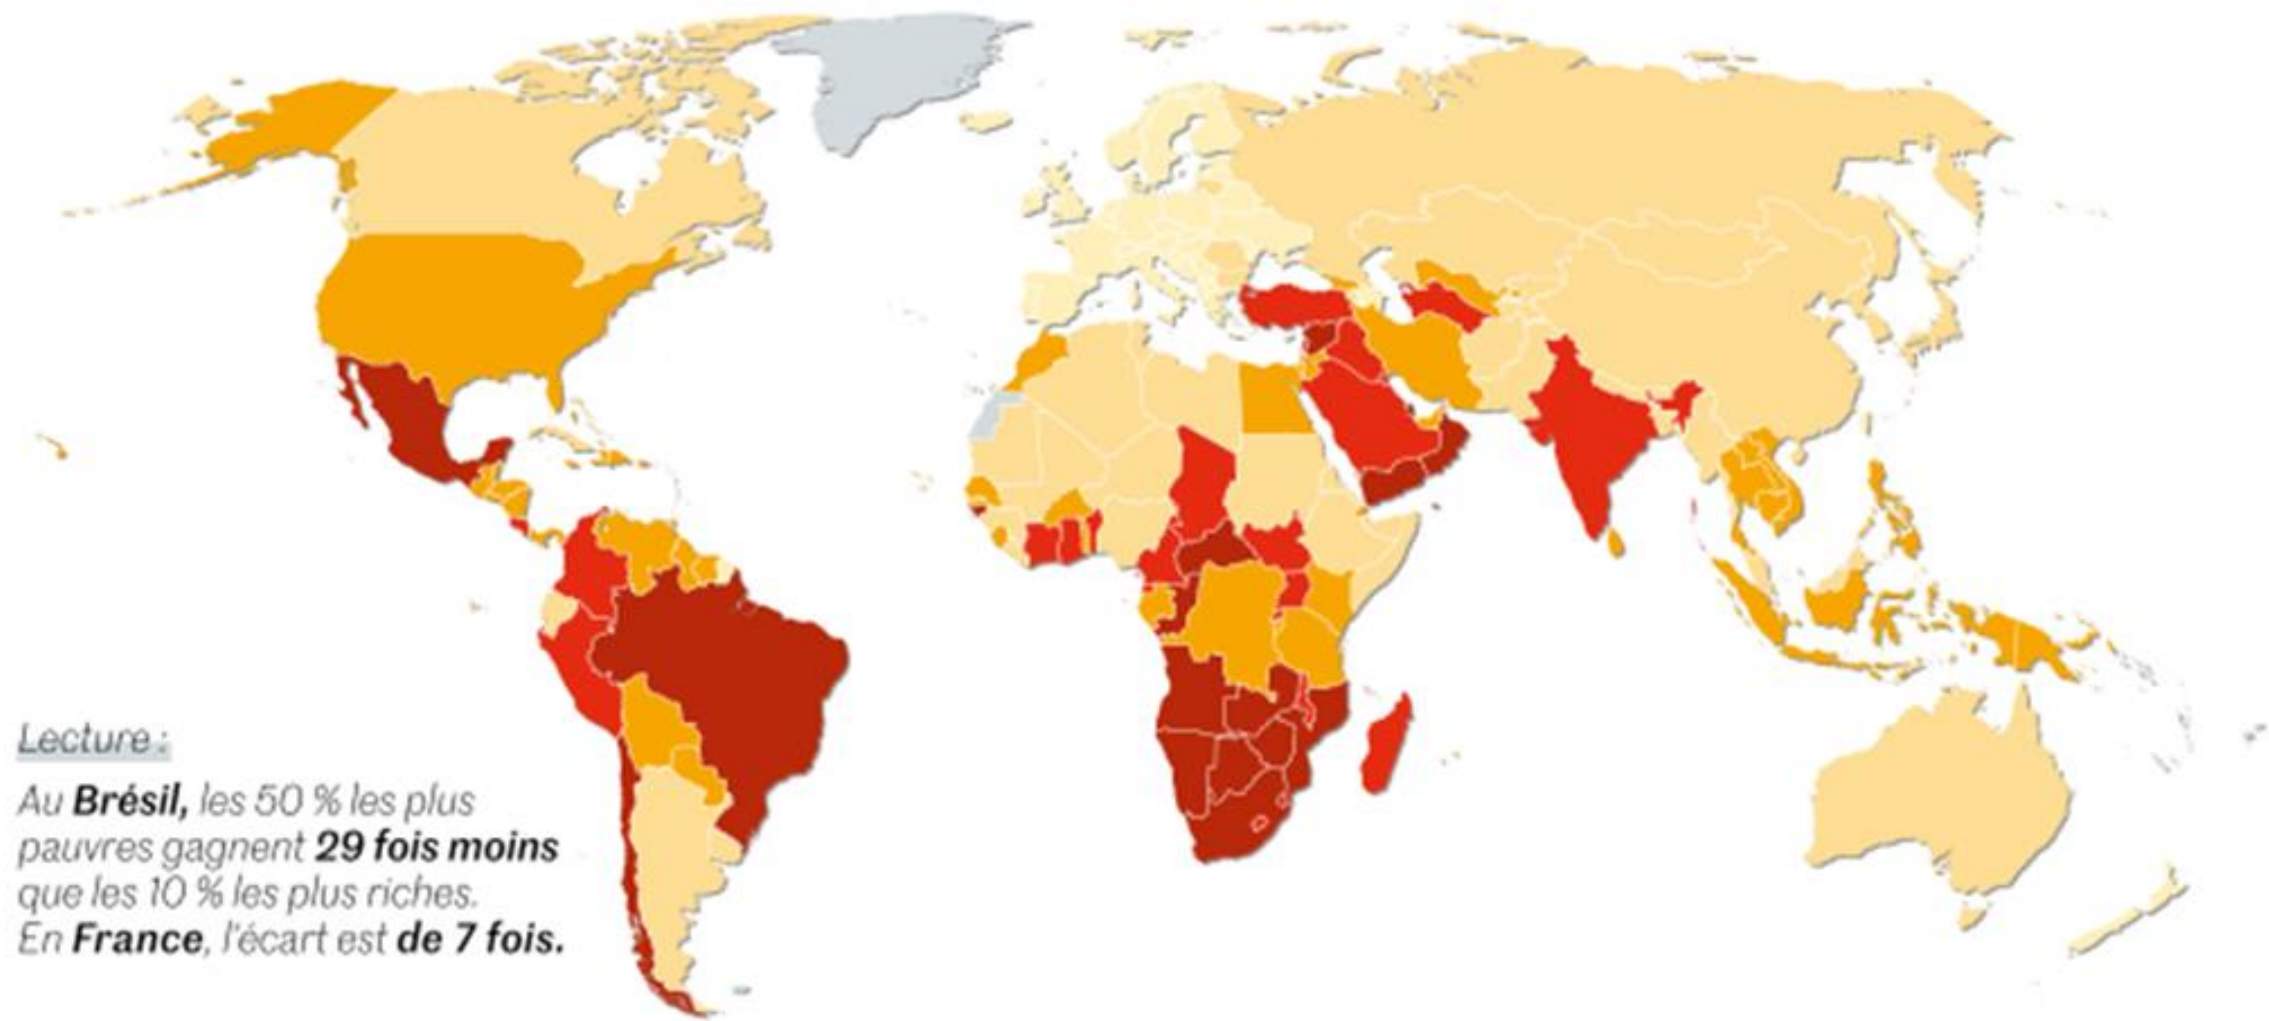 Lecture :
Au Brésil, les 50 % les plus
pauvres gagnent 29 fois moins
que les 10 % les plus riches.
En France, l'écart est de 7 fois.